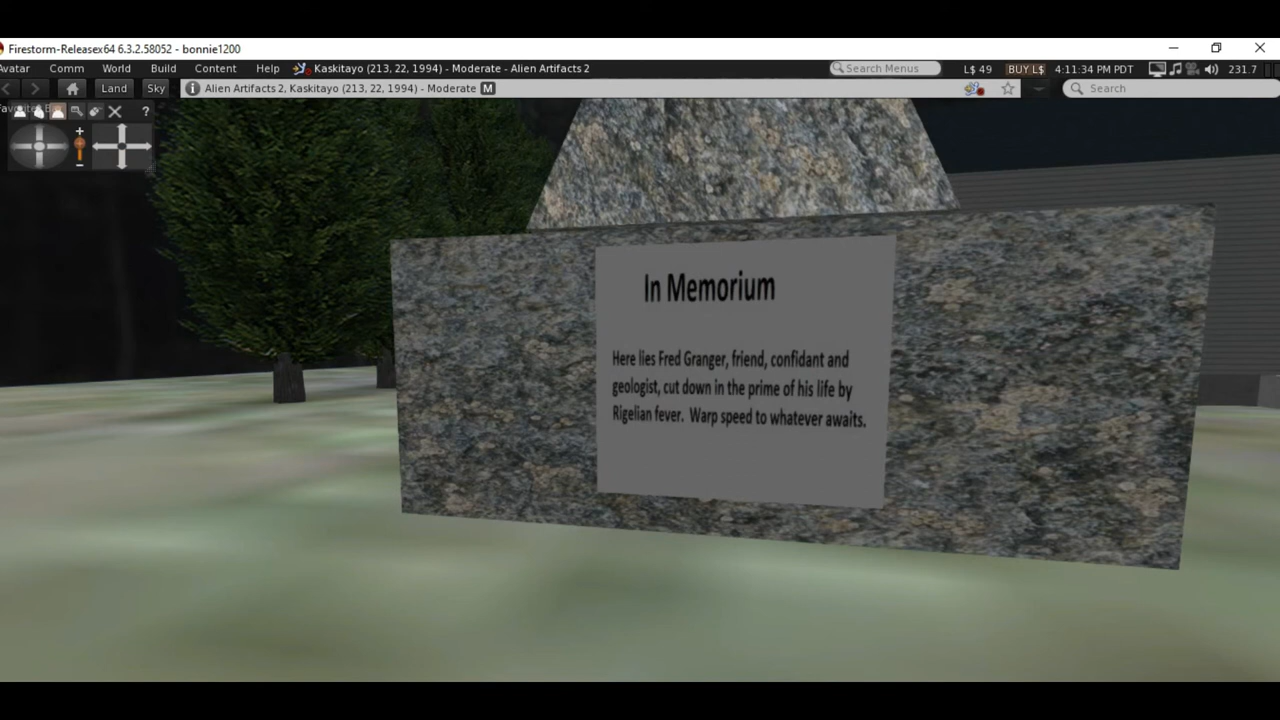 Firestorm-Releasex64 6.3.2.58052 - bonnie1200
Avatar Comm World Build Content Help Kaskitayo (213, 22, 1994) - Moderate - Alien Artifacts 2 Search Menus L$ 49 BUY L$ 4:11:34 PM PDT 231.7
Land Sky Alien Artifacts 2, Kaskitayo (213, 22, 1994) - Moderate M Search
In Memorium
Here lies Fred Granger, friend, confidant and
geologist, cut down in the prime of his life by
Rigelian fever. Warp speed to whatever awaits.